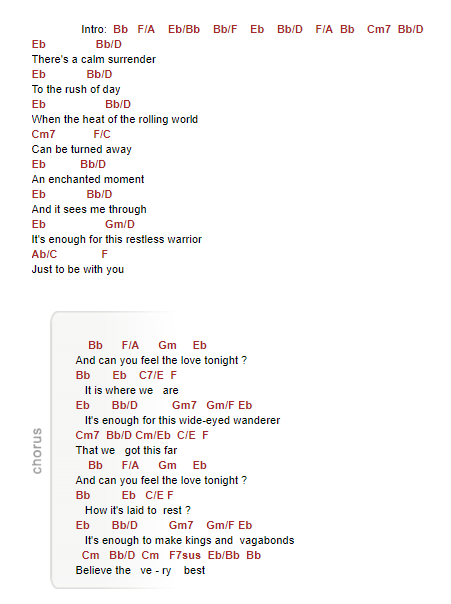 Intro: Bb F/A Eb/Bb Bb/F Eb Bb/D F/A Bb Cm7 Bb/D
Eb Bb/D
There's a calm surrender
Eb Bb/D
To the rush of day
Eb Bb/D
When the heat of the rolling world
Cm7 F/C
Can be turned away
Eb Bb/D
An enchanted moment
Eb Bb/D
And it sees me through
Eb Gm/D
It's enough for this restless warrior
Ab/C F
Just to be with you
chorus
Bb F/A Gm Eb
And can you feel the love tonight ?
Bb Eb C7/E F
It is where we are
Eb Bb/D Gm7 Gm/F Eb
It's enough for this wide-eyed wanderer
Cm7 Bb/D Cm/Eb C/E F
That we got this far
Bb F/A Gm Eb
And can you feel the love tonight ?
Bb Eb C/E F
How it's laid to rest ?
Eb Bb/D Gm7 Gm/F Eb
It's enough to make kings and vagabonds
Cm Bb/D Cm F7sus Eb/Bb Bb
Believe the ve - ry best